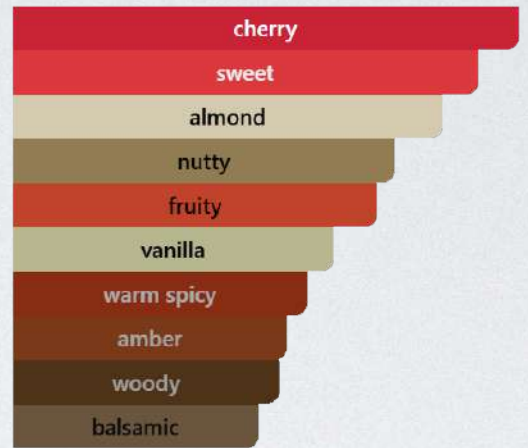 cherry
sweet
almond
nutty
fruity
vanilla
warm spicy
amber
woody
balsamic